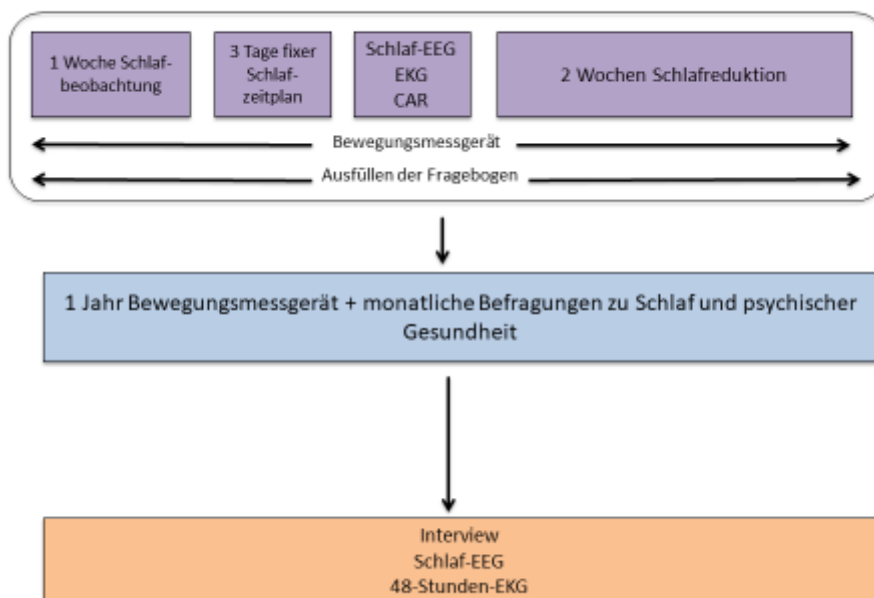 1 Woche Schlaf-
beobachtung
3 Tage fixer
Schlaf-
zeitplan
Schlaf-EEG
EKG
CAR
2 Wochen Schlafreduktion
Bewegungsmessgerät
Ausfüllen der Fragebogen
1 Jahr Bewegungsmessgerät + monatliche Befragungen zu Schlaf und psychischer
Gesundheit
Interview
Schlaf-EEG
48-Stunden-EKG